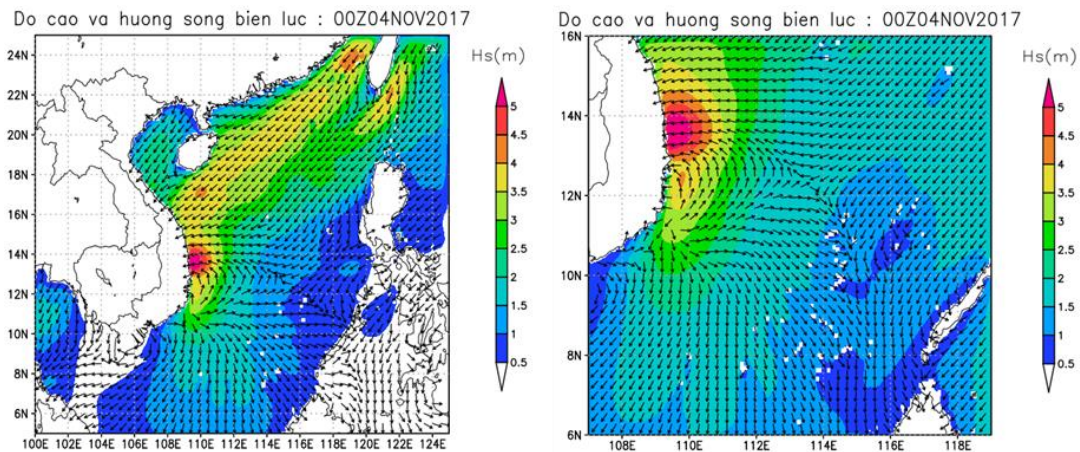 Do cao va huong song bien luc : 00Z04NOV2017
Hs(m)
24N
22N
20N
18N
16N
14N
12N
10N
8N
6N
100E 102E 104E 106E 108E 110E 112E 114E 116E 118E 120E 122E 124E
5
4.5
4
3.5
3
2.5
2
1.5
1
0.5
Do cao va huong song bien luc : 00Z04NOV2017
Hs(m)
16N
14N
12N
10N
8N
6N
108E 110E 112E 114E 116E 118E
5
4.5
4
3.5
3
2.5
2
1.5
1
0.5